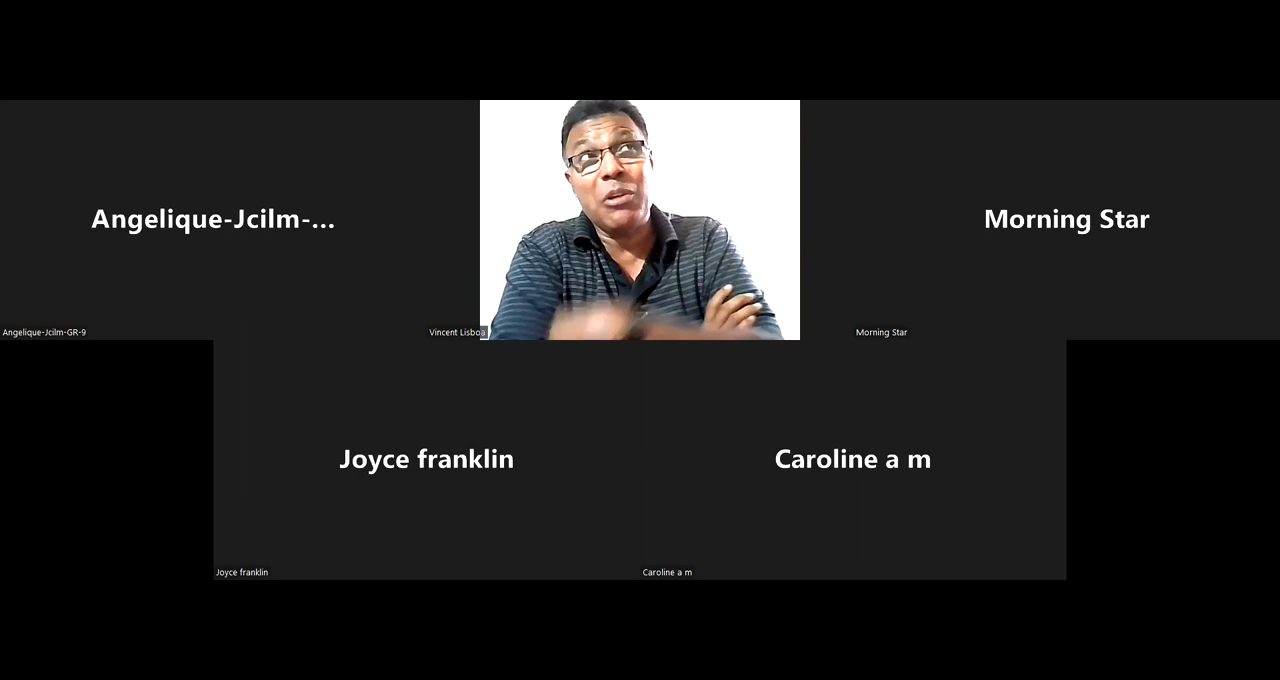 Angelique-Jcilm-...
Morning Star
Angelique-Jcilm-GR-9
Vincent Lisboa
Morning Star
Joyce franklin
Caroline a m
Joyce franklin
Caroline a m